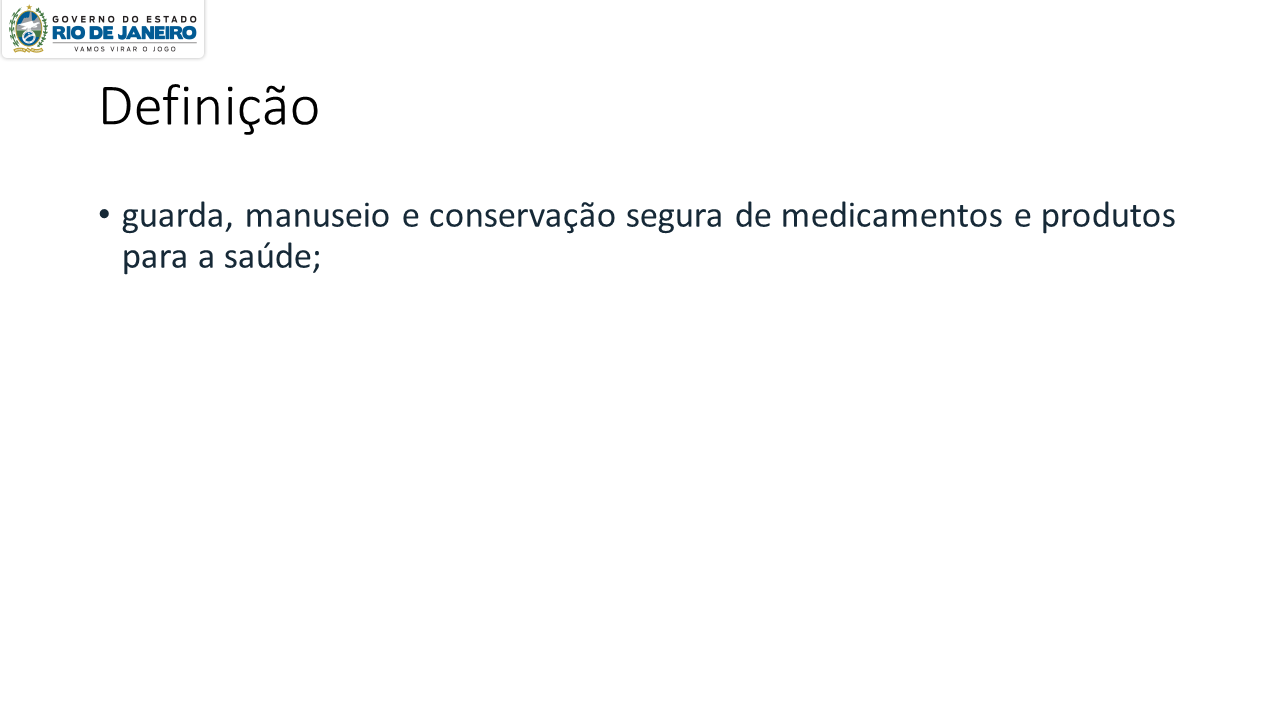 GOVERNO DO ESTADO
RIO DE JANEIRO
VAMOS VIRAR O JOGO
Definição
• guarda, manuseio e conservação segura de medicamentos e produtos
para a saúde;